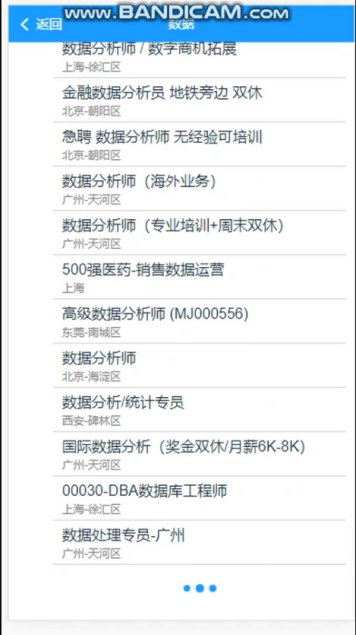 www.BANDICAM.com
返回
数据
数据分析师 / 数字商机拓展
上海-徐汇区
金融数据分析员 地铁旁边 双休
北京-朝阳区
急聘 数据分析师 无经验可培训
北京-朝阳区
数据分析师（海外业务）
广州-天河区
数据分析师（专业培训+周末双休）
广州-天河区
500强医药-销售数据运营
上海
高级数据分析师 (MJ000556)
东莞-南城区
数据分析师
北京-海淀区
数据分析/统计专员
西安-碑林区
国际数据分析（奖金双休/月薪6K-8K）
广州-天河区
00030-DBA数据库工程师
上海-徐汇区
数据处理专员-广州
广州-天河区